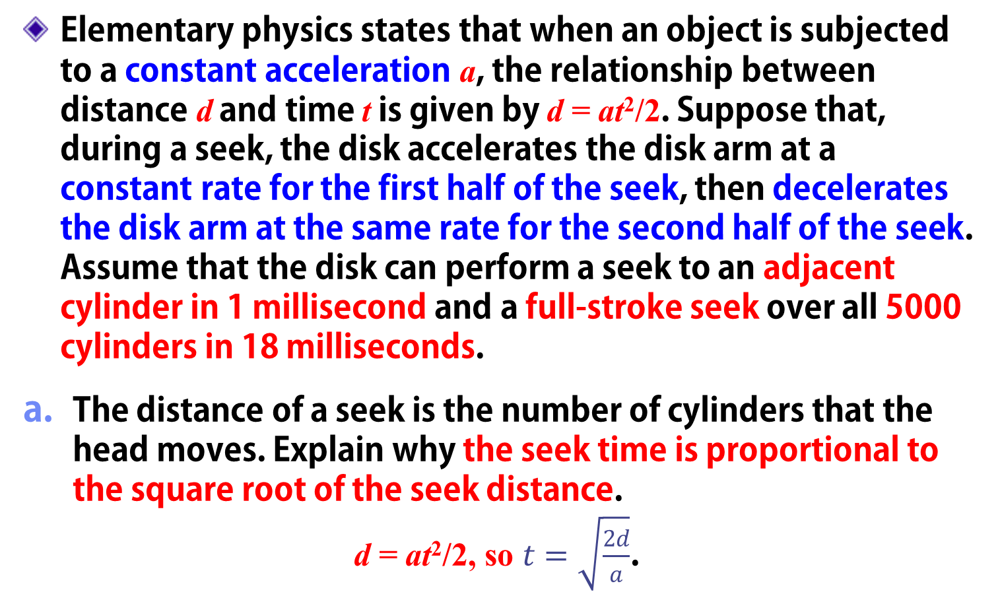 Elementary physics states that when an object is subjected
to a constant acceleration a, the relationship between
distance d and time t is given by d = at²/2. Suppose that,
during a seek, the disk accelerates the disk arm at a
constant rate for the first half of the seek, then decelerates
the disk arm at the same rate for the second half of the seek.
Assume that the disk can perform a seek to an adjacent
cylinder in 1 millisecond and a full-stroke seek over all 5000
cylinders in 18 milliseconds.
a. The distance of a seek is the number of cylinders that the
head moves. Explain why the seek time is proportional to
the square root of the seek distance.
d = at²/2, so t = √(2d/a).